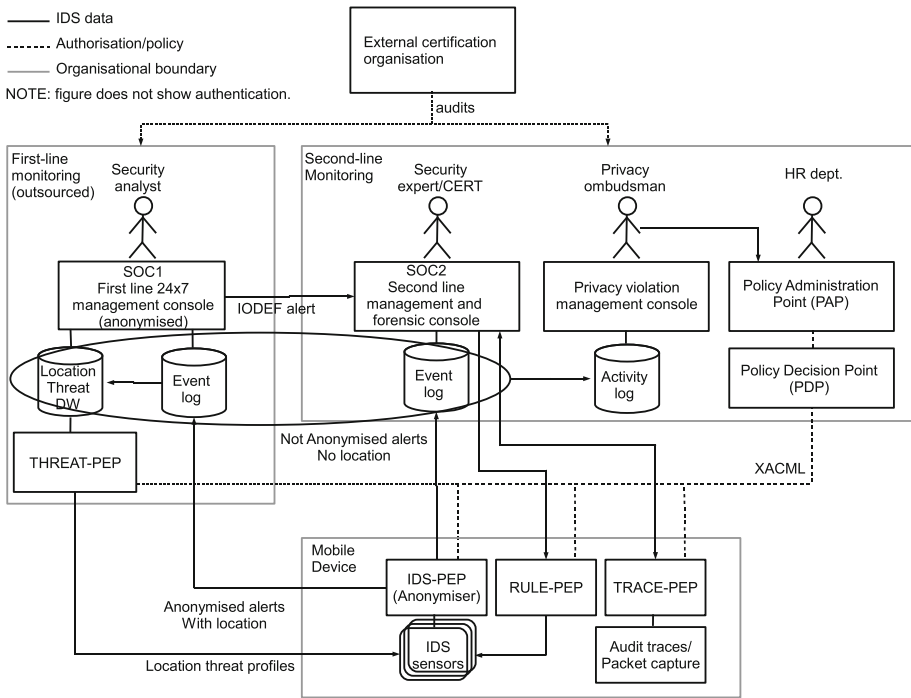 IDS data
Authorisation/policy
Organisational boundary
NOTE: figure does not show authentication.
External certification
organisation
audits
First-line
monitoring
(outsourced)
Security
analyst
Second-line
Monitoring
Security
expert/CERT
Privacy
ombudsman
HR dept.
SOC1
First line 24x7
management console
(anonymised)
IODEF alert
SOC2
Second line
management and
forensic console
Privacy violation
management console
Policy Administration
Point (PAP)
Location
Threat
DW
Event
log
Event
log
Activity
log
Policy Decision Point
(PDP)
Not Anonymised alerts
No location
THREAT-PEP
XACML
Mobile
Device
IDS-PEP
(Anonymiser)
RULE-PEP
TRACE-PEP
Anonymised alerts
With location
IDS
sensors
Audit traces/
Packet capture
Location threat profiles